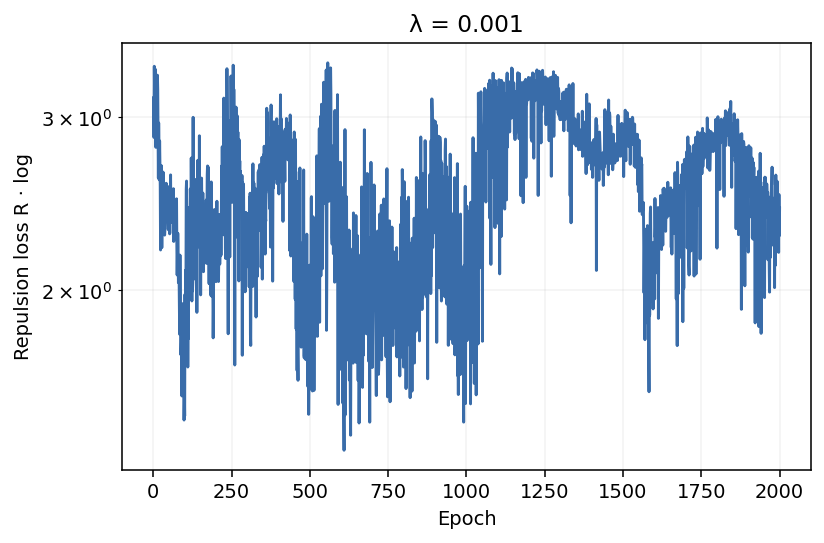 λ = 0.001
Repulsion loss R · log
3 × 10⁰
2 × 10⁰
0 250 500 750 1000 1250 1500 1750 2000
Epoch